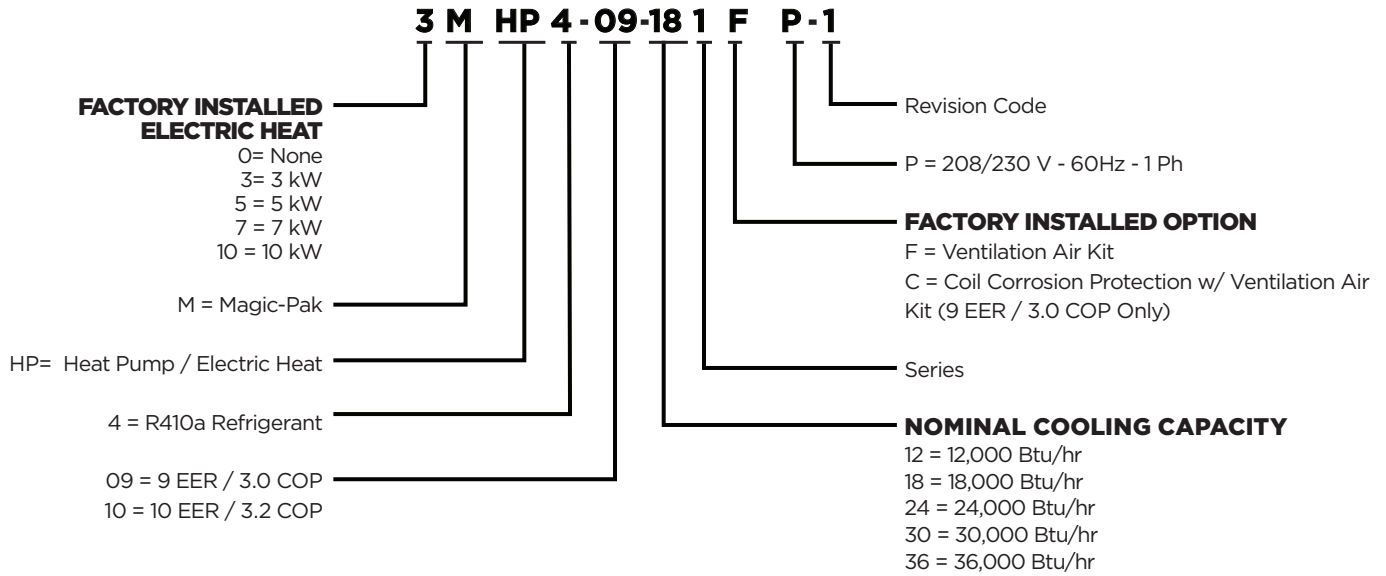 3 M HP 4 - 09-18 1 F P - 1
FACTORY INSTALLED
ELECTRIC HEAT
0= None
3= 3 kW
5 = 5 kW
7 = 7 kW
10 = 10 kW
M = Magic-Pak
HP= Heat Pump / Electric Heat
4 = R410a Refrigerant
09 = 9 EER / 3.0 COP
10 = 10 EER / 3.2 COP
Revision Code
P = 208/230 V - 60Hz - 1 Ph
FACTORY INSTALLED OPTION
F = Ventilation Air Kit
C = Coil Corrosion Protection w/ Ventilation Air
Kit (9 EER / 3.0 COP Only)
Series
NOMINAL COOLING CAPACITY
12 = 12,000 Btu/hr
18 = 18,000 Btu/hr
24 = 24,000 Btu/hr
30 = 30,000 Btu/hr
36 = 36,000 Btu/hr